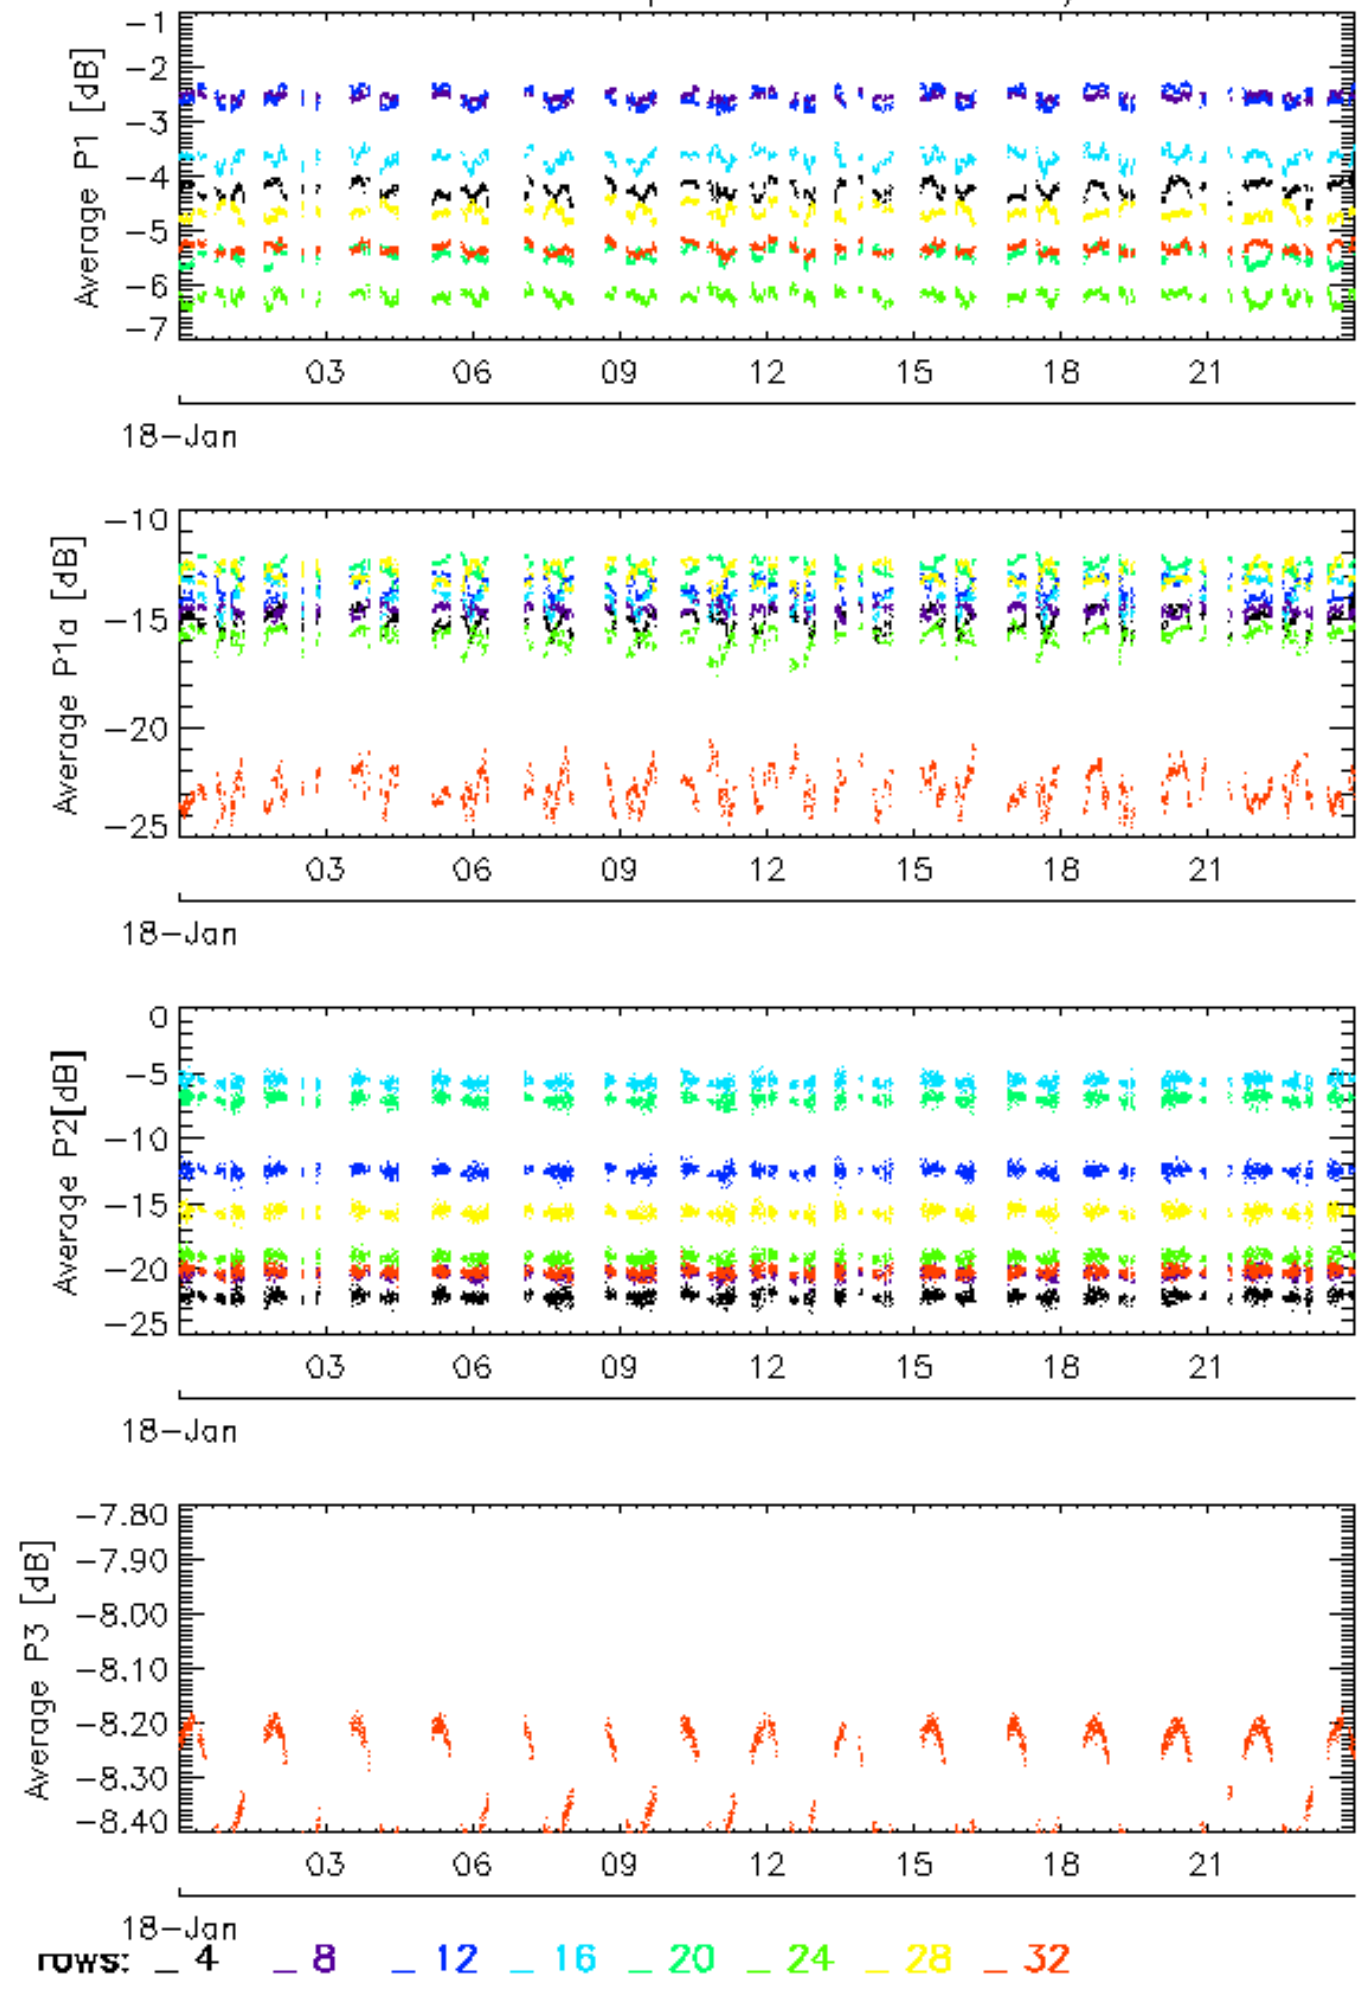 Average P1 [dB]
-1
-2
-3
-4
-5
-6
-7
03 06 09 12 15 18 21
18-Jan
Average P1a [dB]
-10
-15
-20
-25
03 06 09 12 15 18 21
18-Jan
Average P2[dB]
0
-5
-10
-15
-20
-25
03 06 09 12 15 18 21
18-Jan
Average P3 [dB]
-7.80
-7.90
-8.00
-8.10
-8.20
-8.30
-8.40
03 06 09 12 15 18 21
18-Jan
rows: _ 4 _ 8 _ 12 _ 16 _ 20 _ 24 _ 28 _ 32